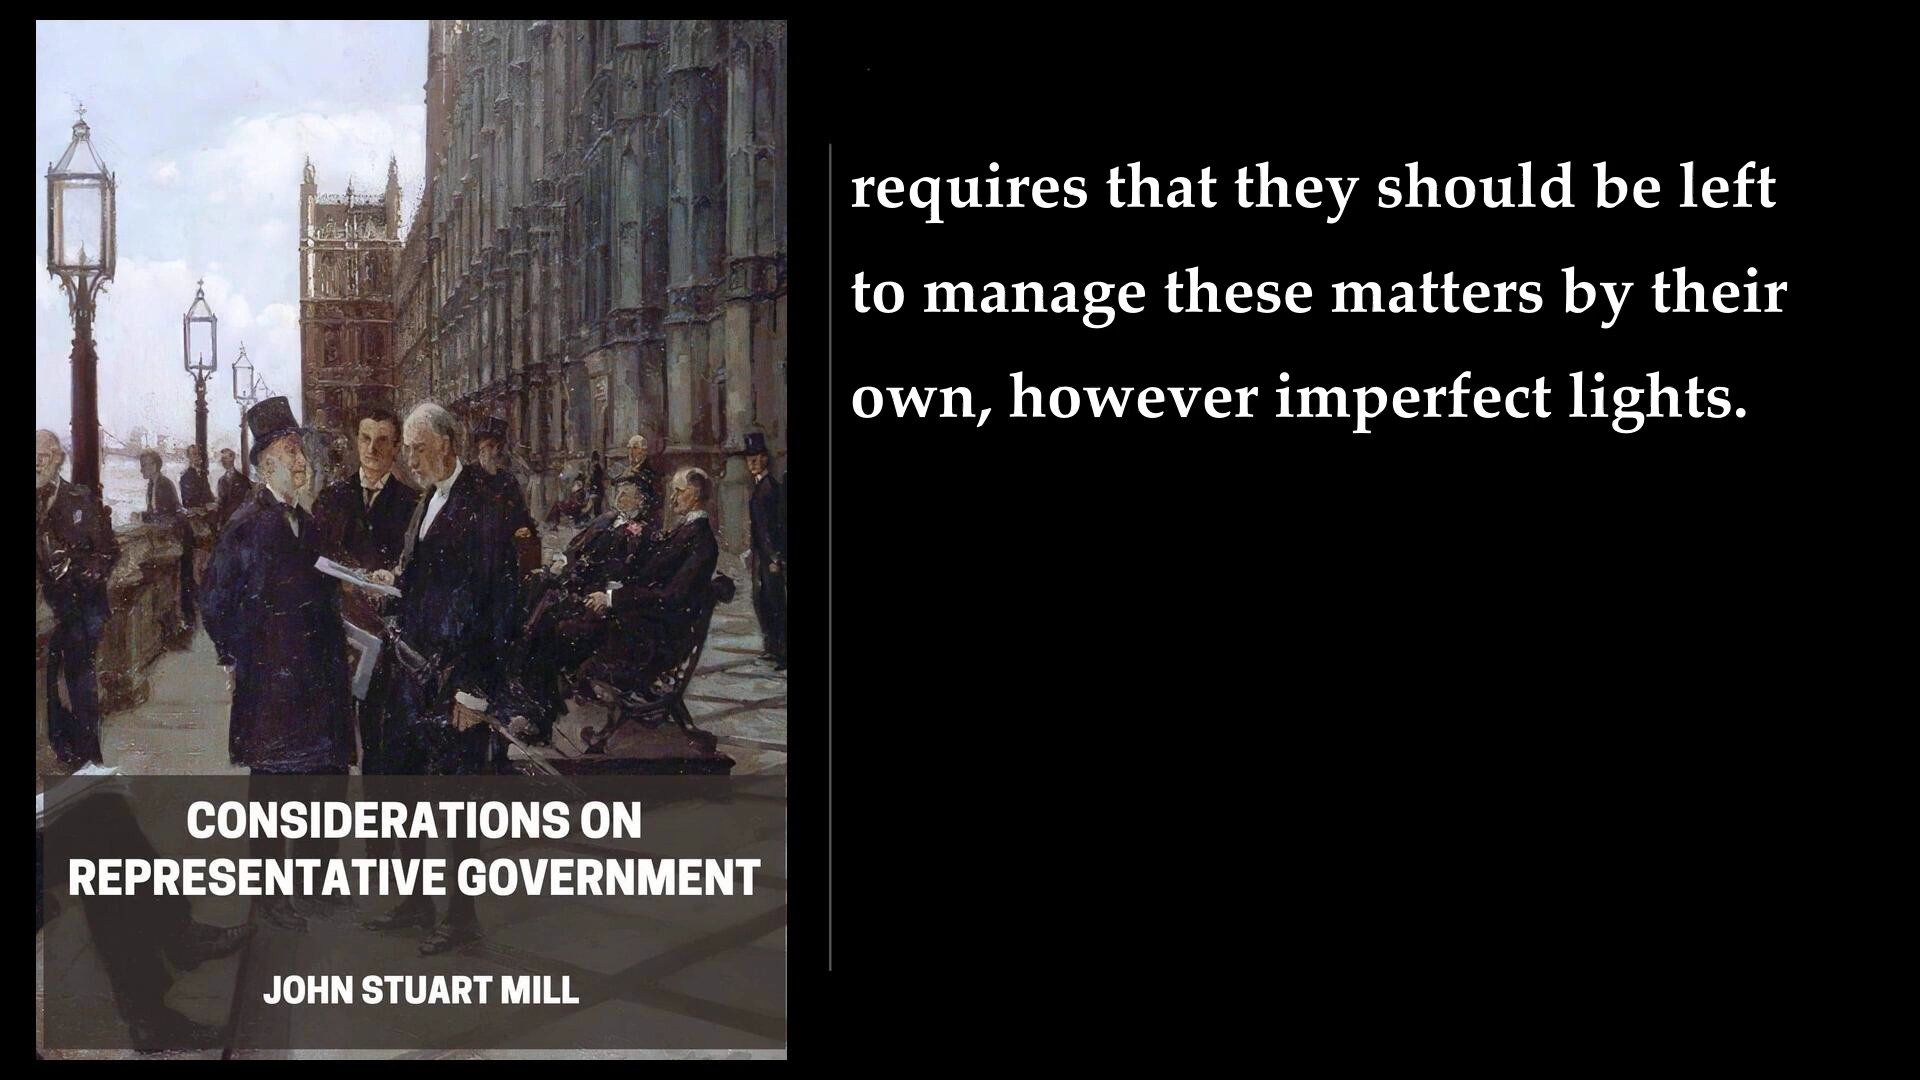 requires that they should be left
to manage these matters by their
own, however imperfect lights.
CONSIDERATIONS ON
REPRESENTATIVE GOVERNMENT
JOHN STUART MILL